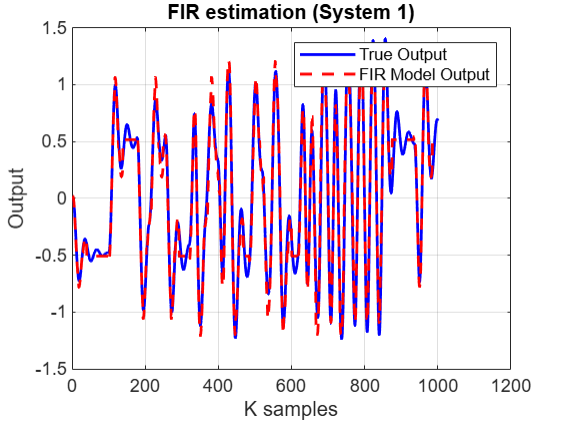 FIR estimation (System 1)
1.5
True Output
FIR Model Output
1
0.5
0
-0.5
-1
-1.5
Output
0
200
400
600
800
1000
1200
K samples